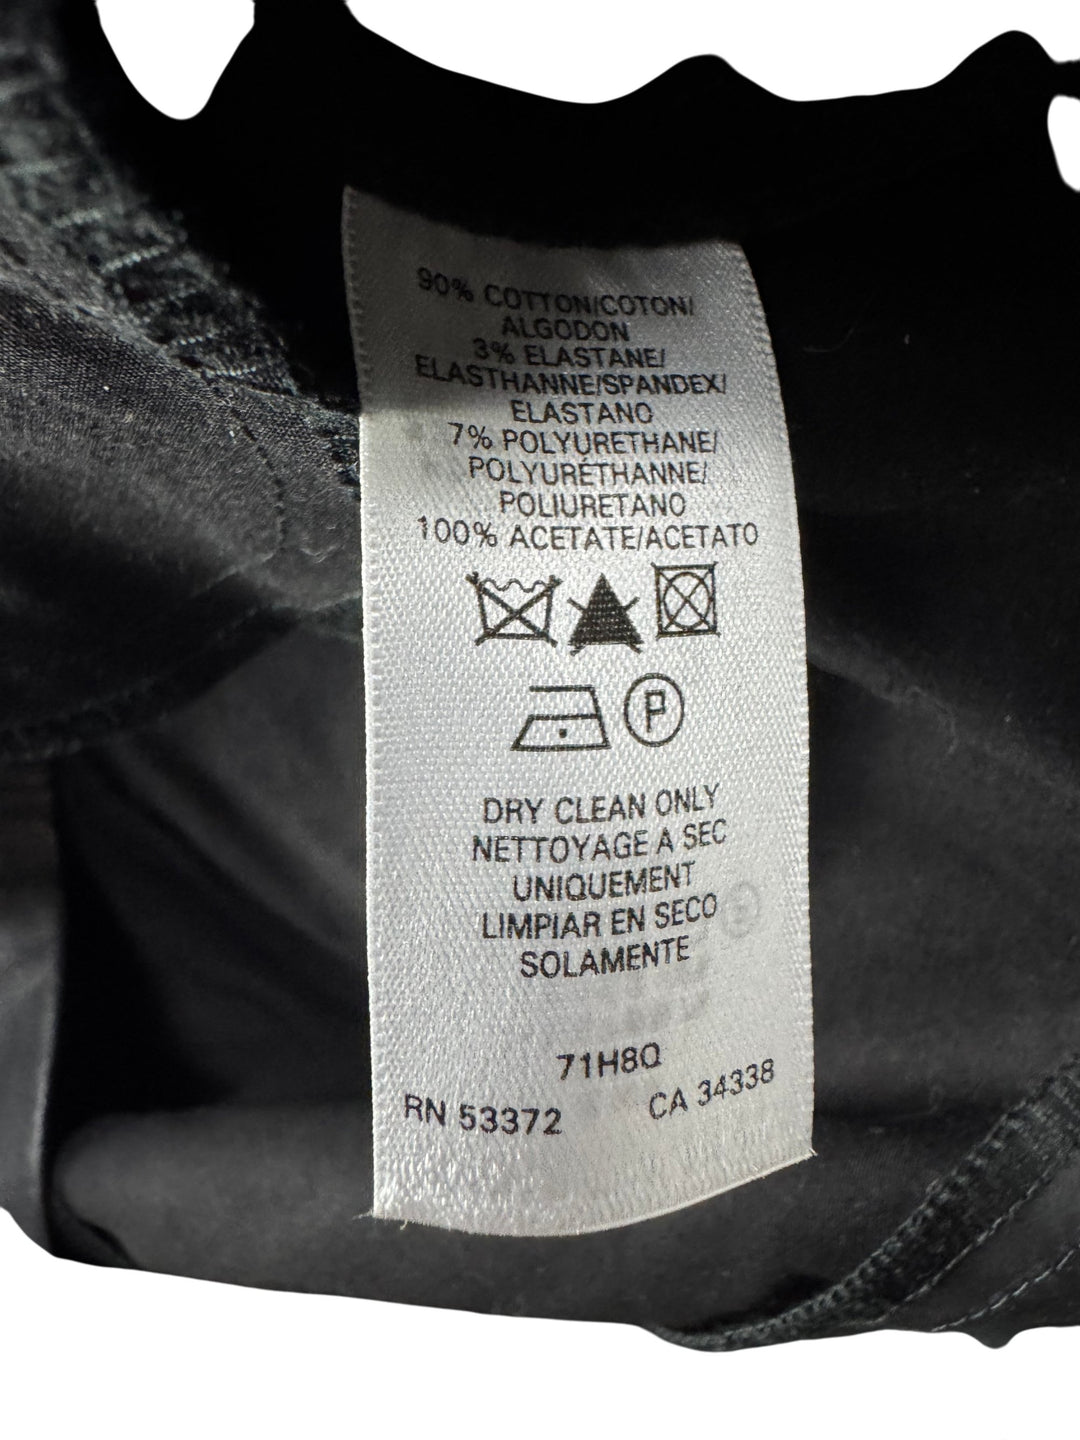 90% COTTON/COTON/
ALGODON
3% ELASTANE/
ELASTHANNE/SPANDEX/
ELASTANO
7% POLYURETHANE/
POLYURÉTHANNE/
POLIURETANO
100% ACETATE/ACETATO
P
DRY CLEAN ONLY
NETTOYAGE A SEC
UNIQUEMENT
LIMPIAR EN SECO
SOLAMENTE
71H8Q
RN 53372 CA 34338